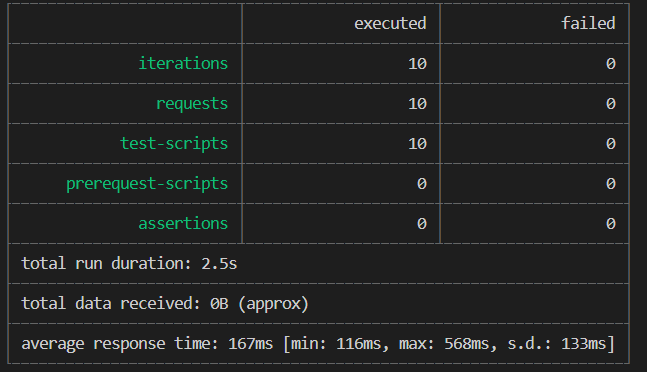 executed failed
iterations 10 0
requests 10 0
test-scripts 10 0
prerequest-scripts 0 0
assertions 0 0
total run duration: 2.5s
total data received: 0B (approx)
average response time: 167ms [min: 116ms, max: 568ms, s.d.: 133ms]